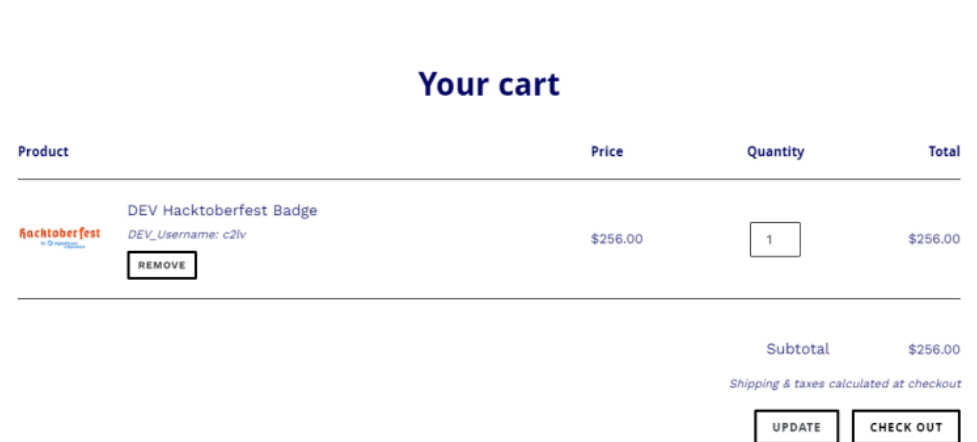 Your cart
Product Price Quantity Total
DEV Hacktoberfest Badge
hacktoberfest
DEV_Username: c2lv
$256.00 1 $256.00
REMOVE
Subtotal $256.00
Shipping & taxes calculated at checkout
UPDATE CHECK OUT